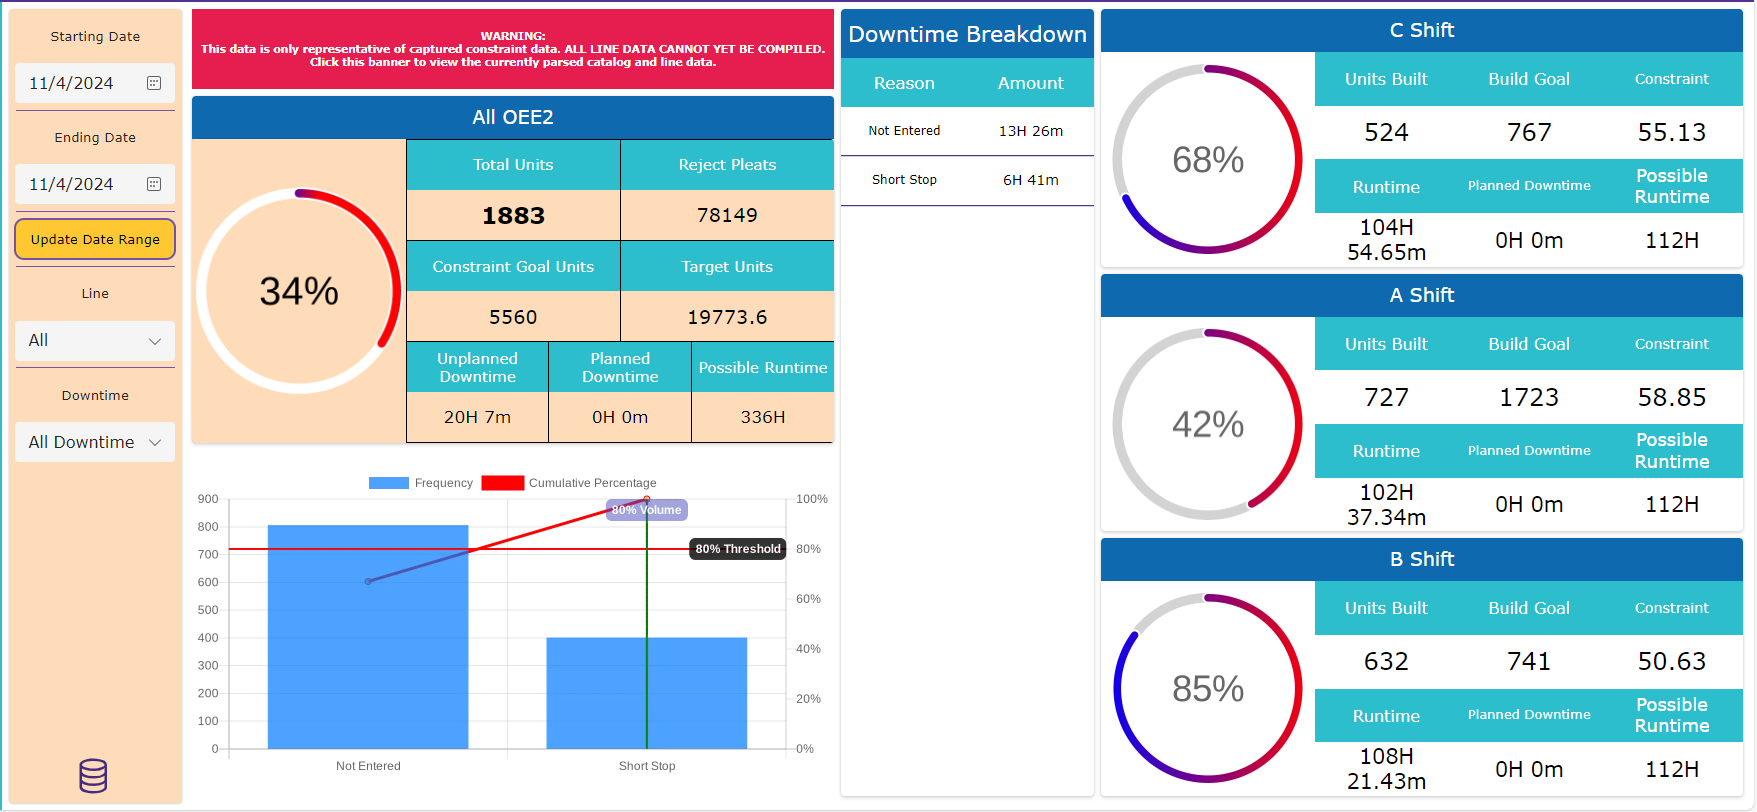 Starting Date
11/4/2024
Ending Date
11/4/2024
Update Date Range
Line
All
Downtime
All Downtime
WARNING:
This data is only representative of captured constraint data. ALL LINE DATA CANNOT YET BE COMPILED.
Click this banner to view the currently parsed catalog and line data.
All OEE2
34%
Total Units
Reject Pleats
1883
78149
Constraint Goal Units
Target Units
5560
19773.6
Unplanned Downtime
Planned Downtime
Possible Runtime
20H 7m
0H 0m
336H
Frequency
Cumulative Percentage
900
800
700
600
500
400
300
200
100
0
100%
80%
60%
40%
20%
0%
80% Volume
80% Threshold
Not Entered
Short Stop
Downtime Breakdown
Reason
Amount
Not Entered
13H 26m
Short Stop
6H 41m
C Shift
68%
Units Built
Build Goal
Constraint
524
767
55.13
Runtime
Planned Downtime
Possible Runtime
104H 54.65m
0H 0m
112H
A Shift
42%
Units Built
Build Goal
Constraint
727
1723
58.85
Runtime
Planned Downtime
Possible Runtime
102H 37.34m
0H 0m
112H
B Shift
85%
Units Built
Build Goal
Constraint
632
741
50.63
Runtime
Planned Downtime
Possible Runtime
108H 21.43m
0H 0m
112H